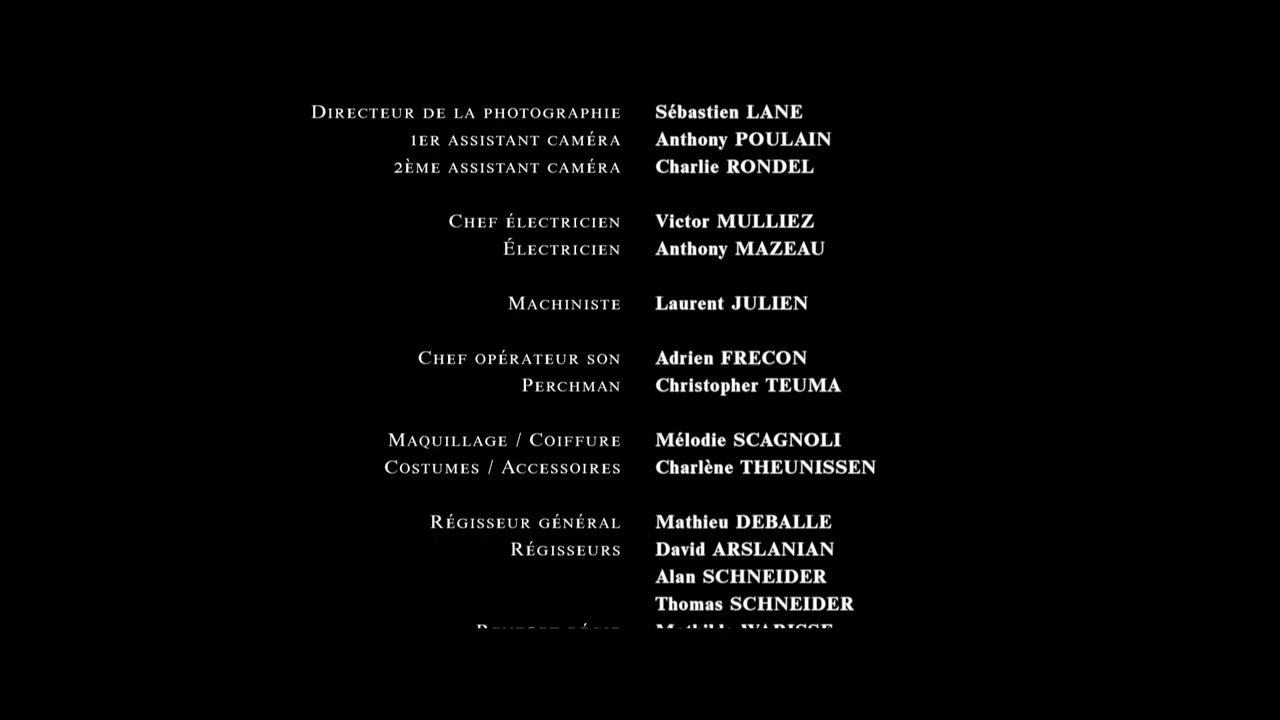 Directeur de la photographie Sébastien LANE
1er assistant caméra Anthony POULAIN
2ème assistant caméra Charlie RONDEL
Chef électricien Victor MULLIEZ
Électricien Anthony MAZEAU
Machiniste Laurent JULIEN
Chef opérateur son Adrien FRECON
Perchman Christopher TEUMA
Maquillage / Coiffure Mélodie SCAGNOLI
Costumes / Accessoires Charlène THEUNISSEN
Régisseur général Mathieu DEBALLE
Régisseurs David ARSLANIAN
Alan SCHNEIDER
Thomas SCHNEIDER